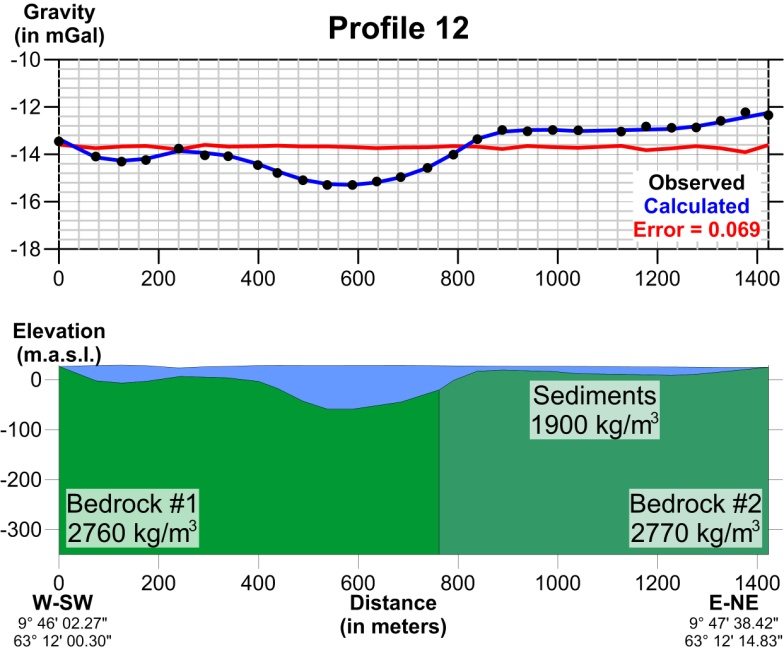 Gravity
(in mGal)
Profile 12
-10
-12
-14
-16
-18
Observed
Calculated
Error = 0.069
0 200 400 600 800 1000 1200 1400
Elevation
(m.a.s.l.)
0
-100
-200
-300
Sediments
1900 kg/m³
Bedrock #1
2760 kg/m³
Bedrock #2
2770 kg/m³
0 200 400 600 800 1000 1200 1400
W-SW
9° 46' 02.27"
63° 12' 00.30"
Distance
(in meters)
E-NE
9° 47' 38.42"
63° 12' 14.83"